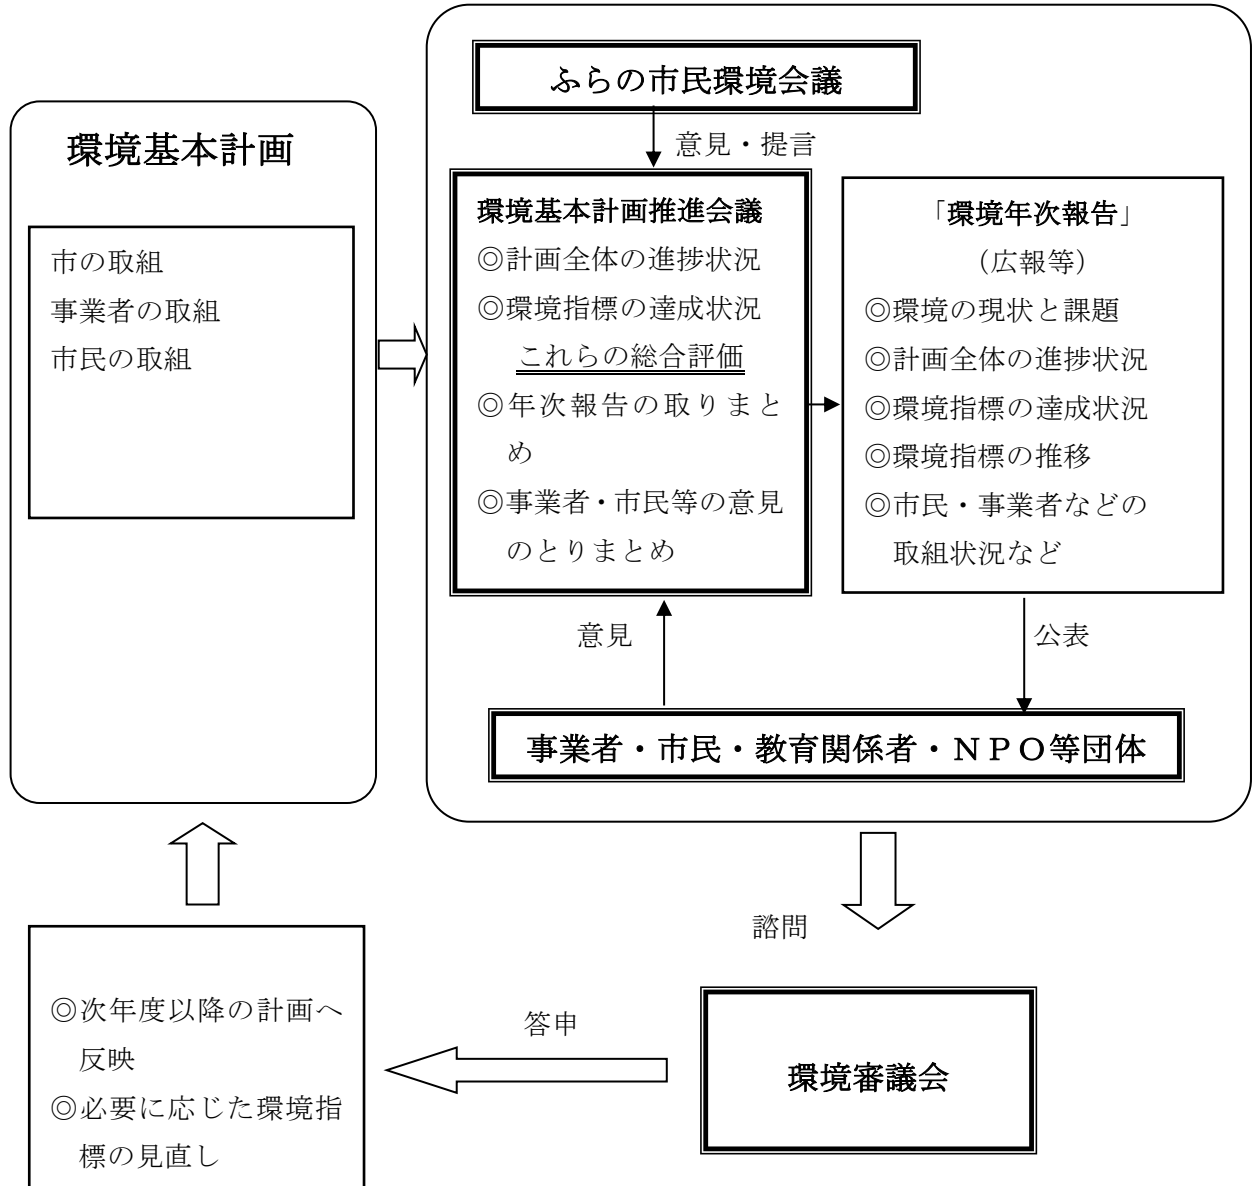 ふらの市民環境会議
意見・提言
環境基本計画
市の取組
事業者の取組
市民の取組
環境基本計画推進会議
◎計画全体の進捗状況
◎環境指標の達成状況
これらの総合評価
◎年次報告の取りまと
め
◎事業者・市民等の意見
のとりまとめ
「環境年次報告」
（広報等）
◎環境の現状と課題
◎計画全体の進捗状況
◎環境指標の達成状況
◎環境指標の推移
◎市民・事業者などの
取組状況など
意見
公表
事業者・市民・教育関係者・ＮＰＯ等団体
諮問
環境審議会
答申
◎次年度以降の計画へ
反映
◎必要に応じた環境指
標の見直し